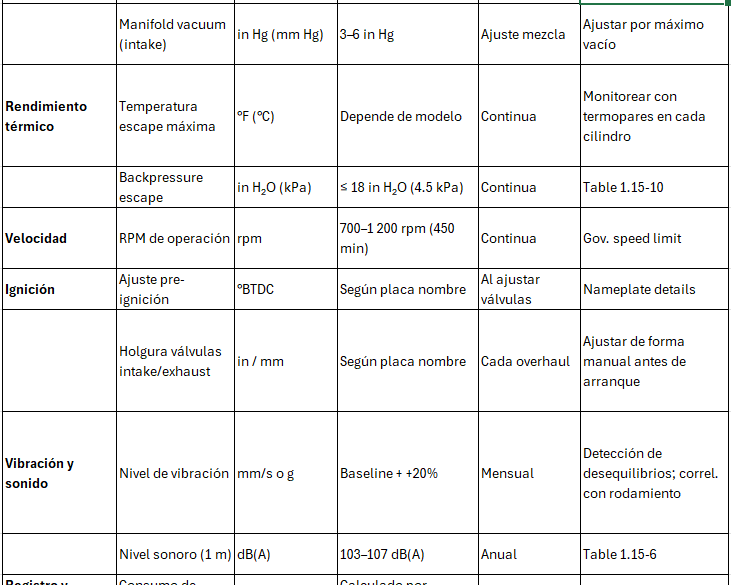 Manifold vacuum (intake) in Hg (mm Hg) 3–6 in Hg Ajuste mezcla Ajustar por máximo vacío
Rendimiento térmico Temperatura escape máxima °F (°C) Depende de modelo Continua Monitorear con termopares en cada cilindro
Backpressure escape in H₂O (kPa) ≤ 18 in H₂O (4.5 kPa) Continua Table 1.15-10
Velocidad RPM de operación rpm 700–1 200 rpm (450 min) Continua Gov. speed limit
Ignición Ajuste pre-ignición °BTDC Según placa nombre Al ajustar válvulas Nameplate details
Holgura válvulas intake/exhaust in / mm Según placa nombre Cada overhaul Ajustar de forma manual antes de arranque
Vibración y sonido Nivel de vibración mm/s o g Baseline + +20% Mensual Detección de desequilibrios; correl. con rodamiento
Nivel sonoro (1 m) dB(A) 103–107 dB(A) Anual Table 1.15-6
Registro y Consumo de Calculado por